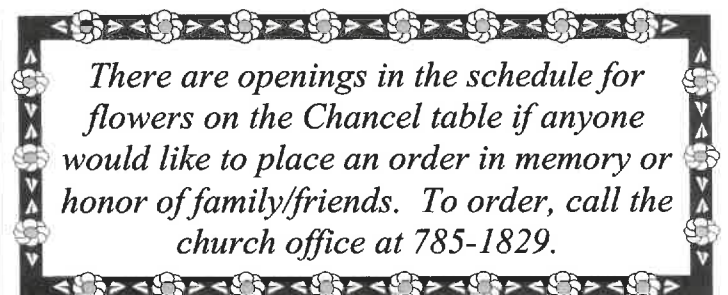 There are openings in the schedule for
flowers on the Chancel table if anyone
would like to place an order in memory or
honor of family/friends.  To order, call the
church office at 785-1829.